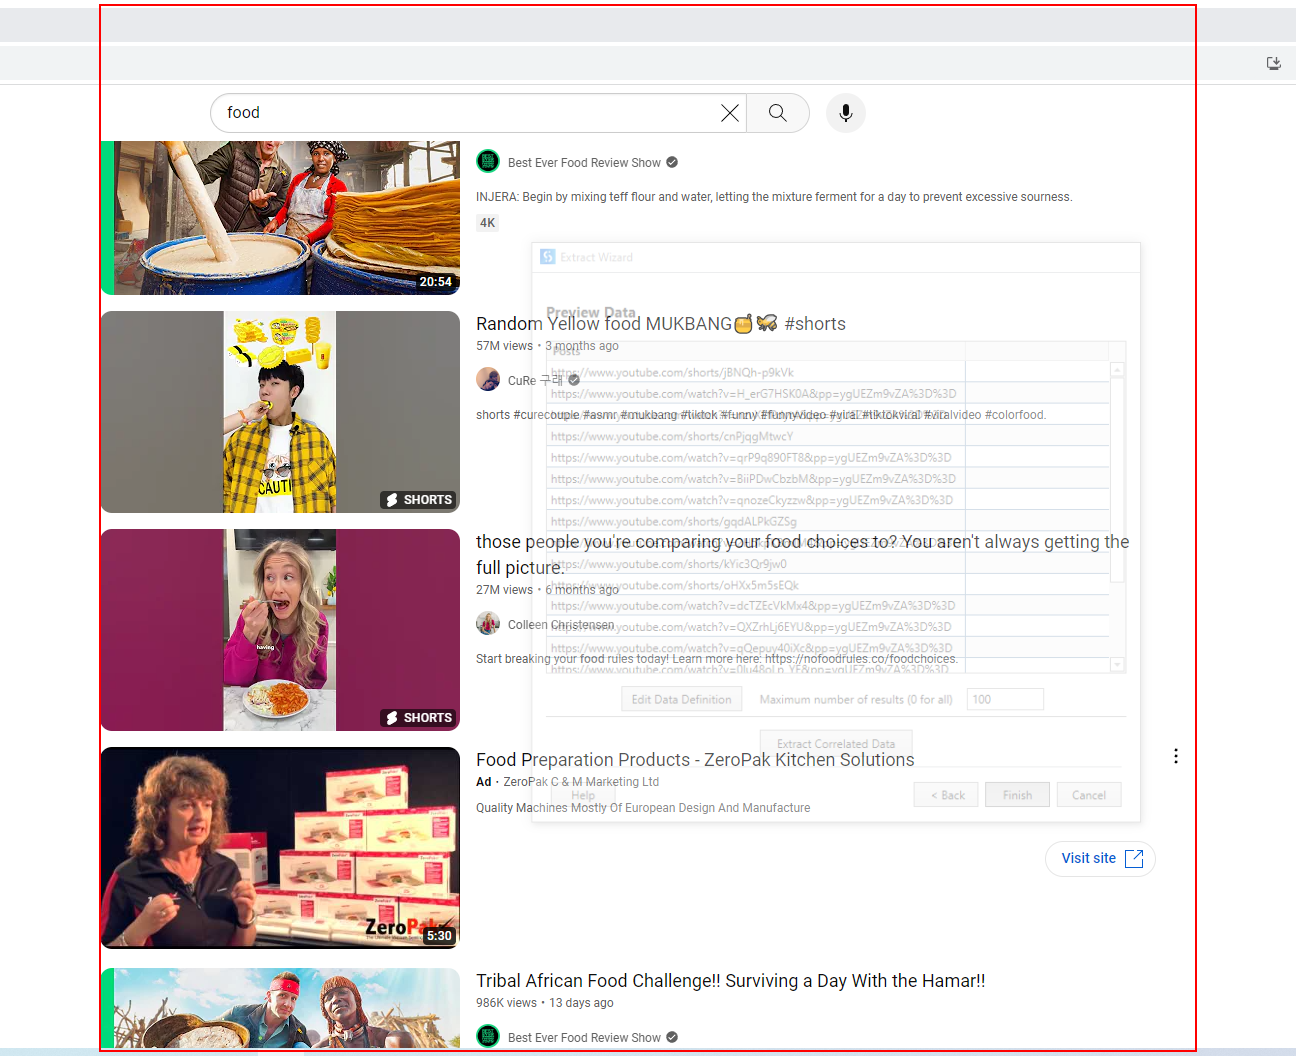 food
Best Ever Food Review Show
INJERA: Begin by mixing teff flour and water, letting the mixture ferment for a day to prevent excessive sourness.
4K
20:54
Extract Wizard
Preview Data
Random Yellow food MUKBANG🍯🐝 #shorts
57M views • 3 months ago
Posts
https://www.youtube.com/shorts/jBNQh-p9kVk
CuRe 구래
https://www.youtube.com/watch?v=H_erG7HSK0A&pp=ygUEZm9vZA%3D%3D
shorts #curecouple #asmr #mukbang #tiktok #funny #funnyvideo #viral #tiktokviral #viralvideo #colorfood.
https://www.youtube.com/shorts/cnPjqgMtwcY
https://www.youtube.com/watch?v=qrP9q890FT8&pp=ygUEZm9vZA%3D%3D
https://www.youtube.com/watch?v=BiiPDwCbzbM&pp=ygUEZm9vZA%3D%3D
CAUTI
SHORTS
https://www.youtube.com/watch?v=qnozeCkyzzw&pp=ygUEZm9vZA%3D%3D
https://www.youtube.com/shorts/gqdALPkGZSg
those people you're comparing your food choices to? You aren't always getting the
full picture.
https://www.youtube.com/shorts/kYic3Qr9jw0
27M views • 6 months ago
https://www.youtube.com/shorts/oHXx5m5sEQk
https://www.youtube.com/watch?v=dcTZEcVkMx4&pp=ygUEZm9vZA%3D%3D
Colleen Christensen
https://www.youtube.com/watch?v=QXZrhLj6EYU&pp=ygUEZm9vZA%3D%3D
having
https://www.youtube.com/watch?v=qQepuy40iXc&pp=ygUEZm9vZA%3D%3D
Start breaking your food rules today! Learn more here: https://nofoodrules.co/foodchoices.
SHORTS
Edit Data Definition Maximum number of results (0 for all) 100
Extract Correlated Data
Food Preparation Products - ZeroPak Kitchen Solutions
Ad • ZeroPak C & M Marketing Ltd
Help < Back Finish Cancel
Quality Machines Mostly Of European Design And Manufacture
Visit site
ZeroPak
5:30
Tribal African Food Challenge!! Surviving a Day With the Hamar!!
986K views • 13 days ago
Best Ever Food Review Show